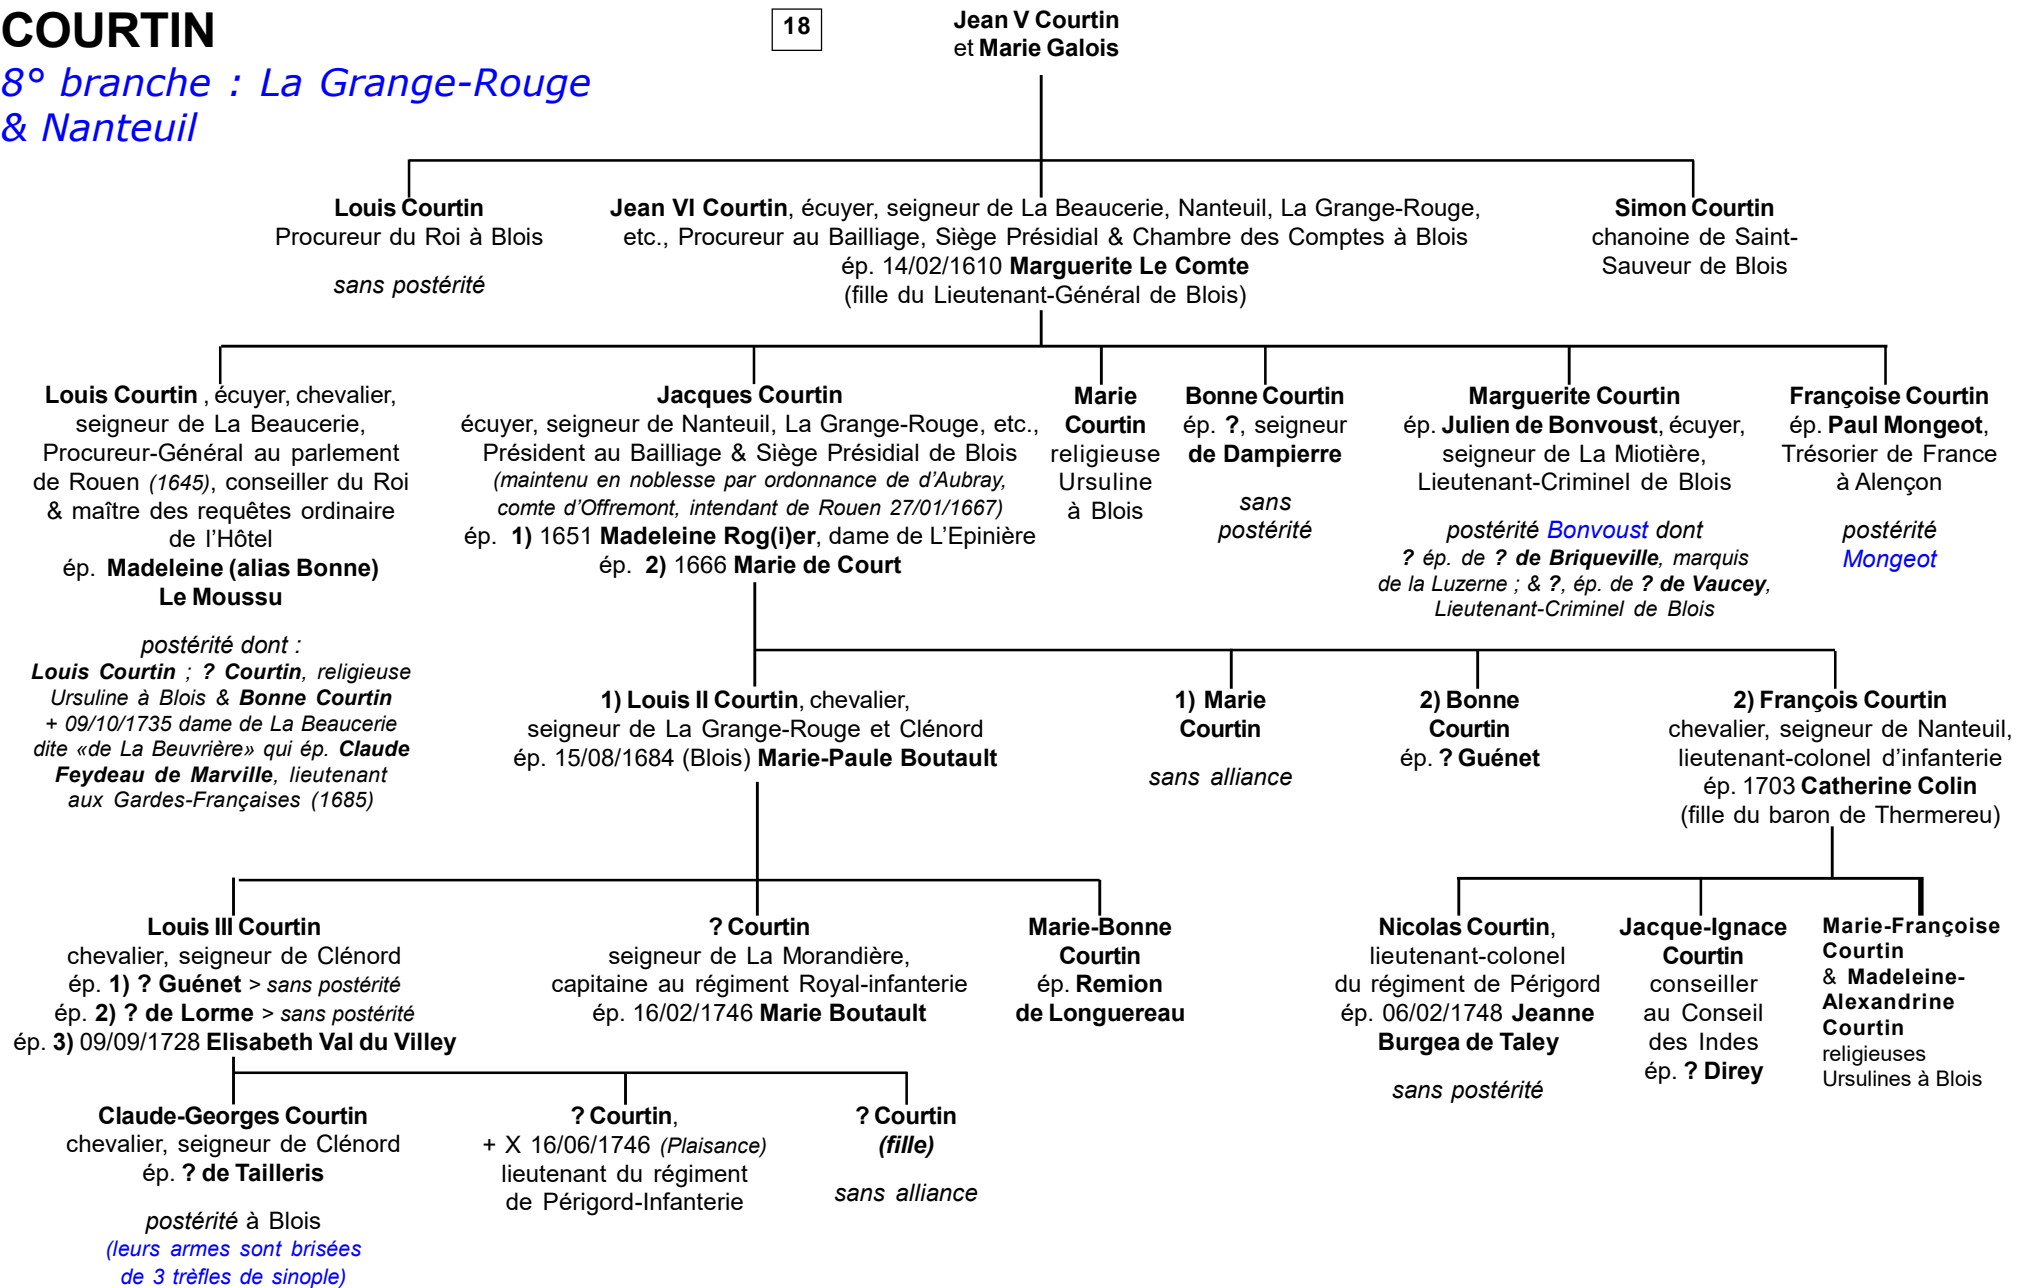 COURTIN
8° branche : La Grange-Rouge
& Nanteuil
18
Jean V Courtin
et Marie Galois
Louis Courtin
Procureur du Roi à Blois
sans postérité
Jean VI Courtin, écuyer, seigneur de La Beaucerie, Nanteuil, La Grange-Rouge,
etc., Procureur au Bailliage, Siège Présidial & Chambre des Comptes à Blois
ép. 14/02/1610 Marguerite Le Comte
(fille du Lieutenant-Général de Blois)
Simon Courtin
chanoine de Saint-
Sauveur de Blois
Louis Courtin , écuyer, chevalier,
seigneur de La Beaucerie,
Procureur-Général au parlement
de Rouen (1645), conseiller du Roi
& maître des requêtes ordinaire
de l'Hôtel
ép. Madeleine (alias Bonne)
Le Moussu
postérité dont :
Louis Courtin ; ? Courtin, religieuse
Ursuline à Blois & Bonne Courtin
+ 09/10/1735 dame de La Beaucerie
dite «de La Beuvrière» qui ép. Claude
Feydeau de Marville, lieutenant
aux Gardes-Françaises (1685)
Jacques Courtin
écuyer, seigneur de Nanteuil, La Grange-Rouge, etc.,
Président au Bailliage & Siège Présidial de Blois
(maintenu en noblesse par ordonnance de d'Aubray,
comte d'Offremont, intendant de Rouen 27/01/1667)
ép. 1) 1651 Madeleine Rog(i)er, dame de L'Epinière
ép. 2) 1666 Marie de Court
Marie
Courtin
religieuse
Ursuline
à Blois
Bonne Courtin
ép. ?, seigneur
de Dampierre
sans
postérité
Marguerite Courtin
ép. Julien de Bonvoust, écuyer,
seigneur de La Miotière,
Lieutenant-Criminel de Blois
postérité Bonvoust dont
? ép. de ? de Briqueville, marquis
de la Luzerne ; & ?, ép. de ? de Vaucey,
Lieutenant-Criminel de Blois
Françoise Courtin
ép. Paul Mongeot,
Trésorier de France
à Alençon
postérité
Mongeot
1) Louis II Courtin, chevalier,
seigneur de La Grange-Rouge et Clénord
ép. 15/08/1684 (Blois) Marie-Paule Boutault
1) Marie
Courtin
sans alliance
2) Bonne
Courtin
ép. ? Guénet
2) François Courtin
chevalier, seigneur de Nanteuil,
lieutenant-colonel d'infanterie
ép. 1703 Catherine Colin
(fille du baron de Thermereu)
Louis III Courtin
chevalier, seigneur de Clénord
ép. 1) ? Guénet > sans postérité
ép. 2) ? de Lorme > sans postérité
ép. 3) 09/09/1728 Elisabeth Val du Villey
? Courtin
seigneur de La Morandière,
capitaine au régiment Royal-infanterie
ép. 16/02/1746 Marie Boutault
Marie-Bonne
Courtin
ép. Remion
de Longuereau
Nicolas Courtin,
lieutenant-colonel
du régiment de Périgord
ép. 06/02/1748 Jeanne
Burgea de Taley
sans postérité
Jacque-Ignace
Courtin
conseiller
au Conseil
des Indes
ép. ? Direy
Marie-Françoise
Courtin
& Madeleine-
Alexandrine
Courtin
religieuses
Ursulines à Blois
Claude-Georges Courtin
chevalier, seigneur de Clénord
ép. ? de Tailleris
postérité à Blois
(leurs armes sont brisées
de 3 trèfles de sinople)
? Courtin,
+ X 16/06/1746 (Plaisance)
lieutenant du régiment
de Périgord-Infanterie
? Courtin
(fille)
sans alliance